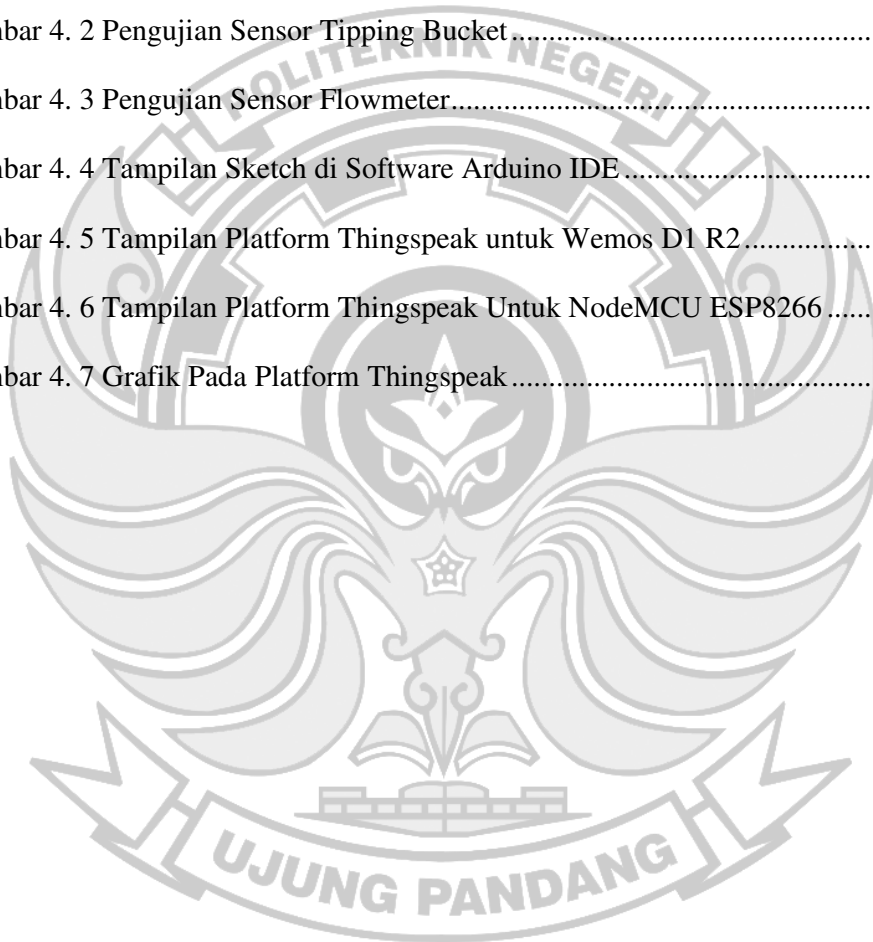 bar 4. 2 Pengujian Sensor Tipping Bucket ........................................................
bar 4. 3 Pengujian Sensor Flowmeter................................................................
bar 4. 4 Tampilan Sketch di Software Arduino IDE ......................................
bar 4. 5 Tampilan Platform Thingspeak untuk Wemos D1 R2 ...................
bar 4. 6 Tampilan Platform Thingspeak Untuk NodeMCU ESP8266 ......
bar 4. 7 Grafik Pada Platform Thingspeak ........................................................
POLITEKNIK NEGERI
UJUNG PANDANG